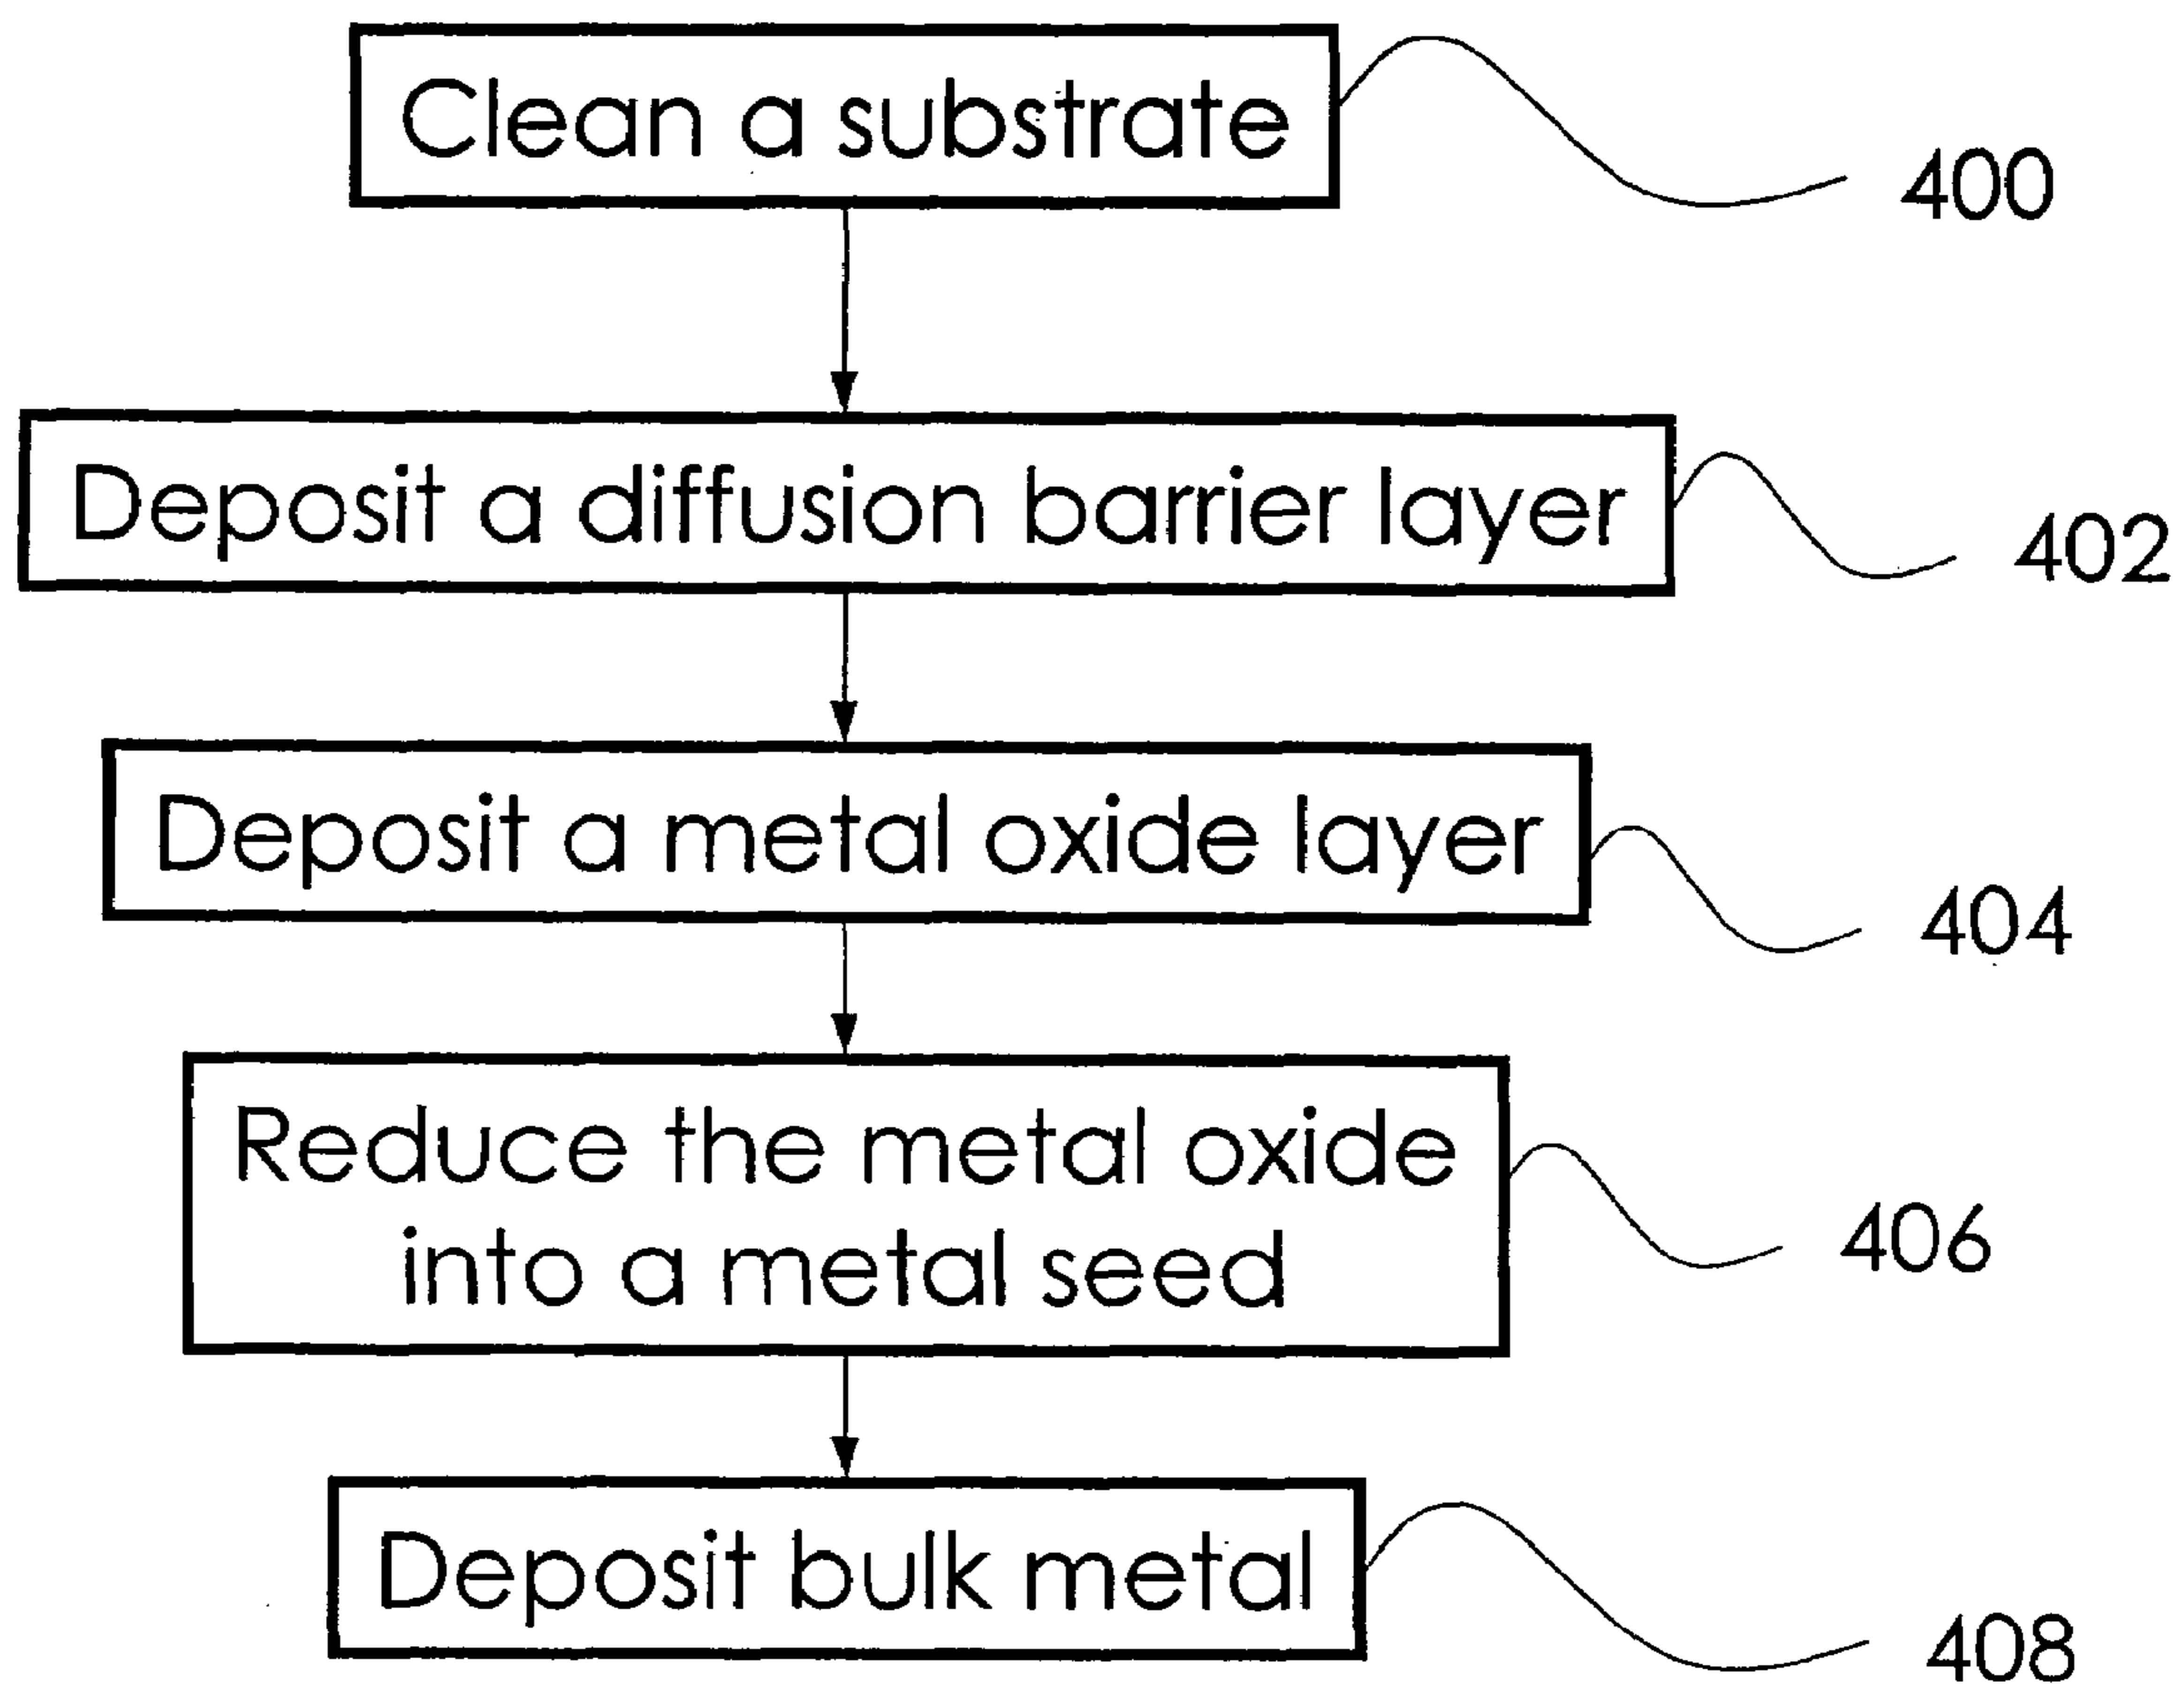 Clean a substrate
400
Deposit a diffusion barrier layer
402
Deposit a metal oxide layer
404
Reduce the metal oxide
into a metal seed
406
Deposit bulk metal
408